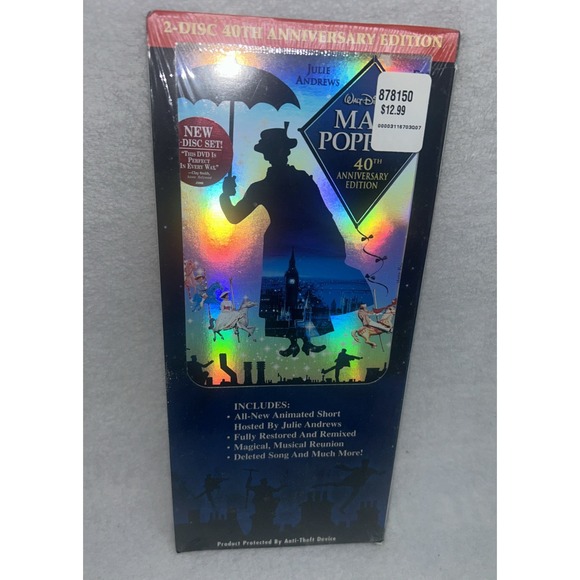 2-DISC 40TH ANNIVERSARY EDITION
JULIE
ANDREWS
WALT D
MA
POPP
40TH
ANNIVERSARY
EDITION
878150
$12.99
NEW
-DISC SET!
"THIS DVD IS
PERFECT
IN EVERY WAY."
INCLUDES:
• All-New Animated Short
Hosted By Julie Andrews
• Fully Restored And Remixed
• Magical, Musical Reunion
• Deleted Song And Much More!
Product Protected By Anti-Theft Device